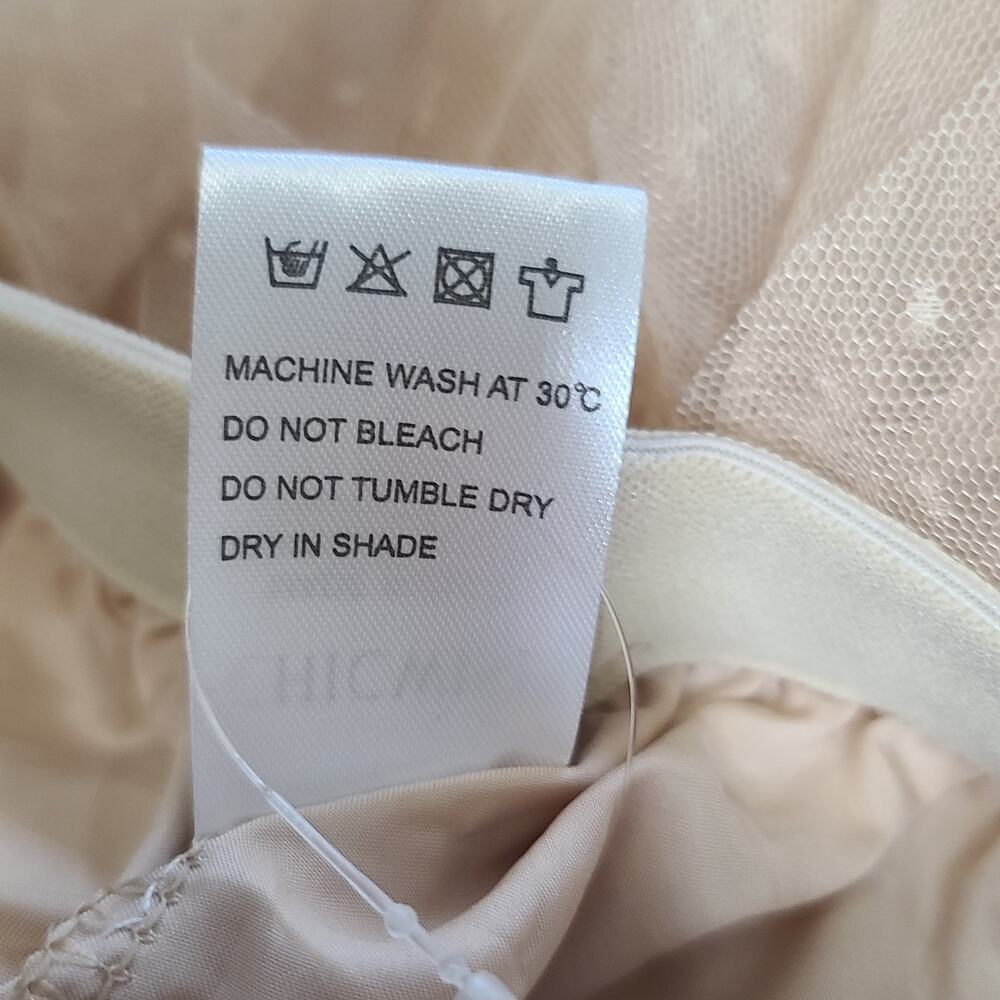 MACHINE WASH AT 30℃
DO NOT BLEACH
DO NOT TUMBLE DRY
DRY IN SHADE